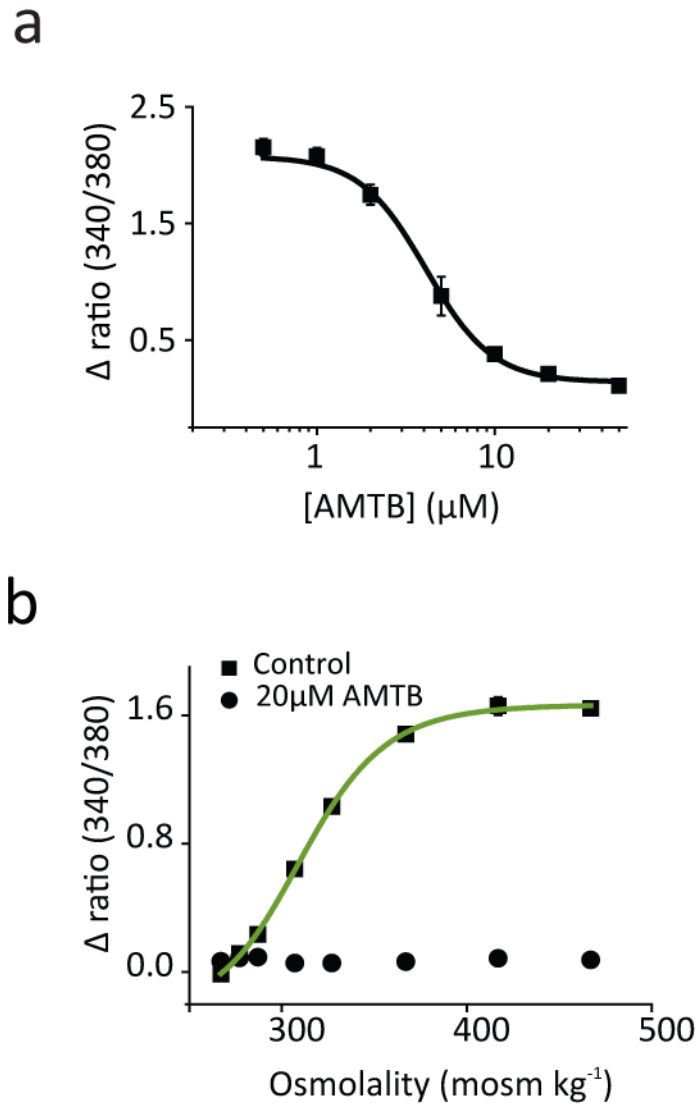 a
2.5
1.5
0.5
Δ ratio (340/380)
1 10
[AMTB] (μM)
b
Control
20μM AMTB
1.6
0.8
0.0
Δ ratio (340/380)
300 400 500
Osmolality (mosm kg⁻¹)